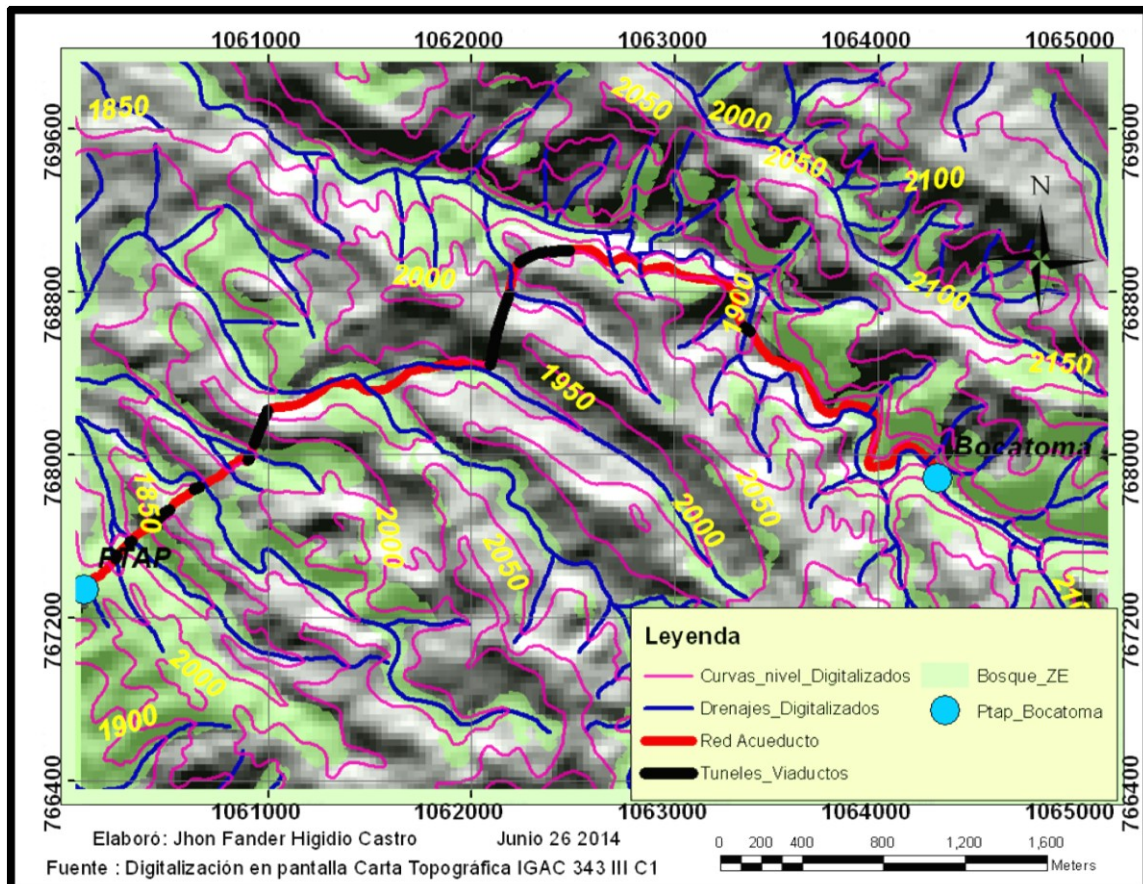 1061000 1062000 1063000 1064000 1065000
1850
2050
2000
769600
769600
2050
2100
N
2000
768800
768800
2100
1900
2150
1950
Bocatoma
768000
768000
1850
2000
2050
2050
2000
PTAP
767200
767200
2000
1900
Leyenda
Curvas_nivel_Digitalizados
Bosque_ZE
Drenajes_Digitalizados
Ptap_Bocatoma
Red Acueducto
Tuneles_Viaductos
766400
766400
1061000 1062000 1063000 1064000 1065000
Elaboró: Jhon Fander Higidio Castro Junio 26 2014
0 200 400 800 1,200 1,600
Meters
Fuente : Digitalización en pantalla Carta Topográfica IGAC 343 III C1